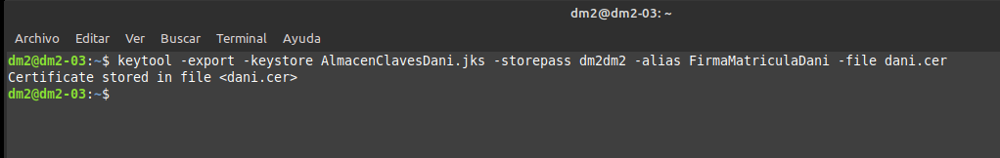 dm2@dm2-03: ~
Archivo Editar Ver Buscar Terminal Ayuda
dm2@dm2-03:~$ keytool -export -keystore AlmacenClavesDani.jks -storepass dm2dm2 -alias FirmaMatriculaDani -file dani.cer
Certificate stored in file <dani.cer>
dm2@dm2-03:~$